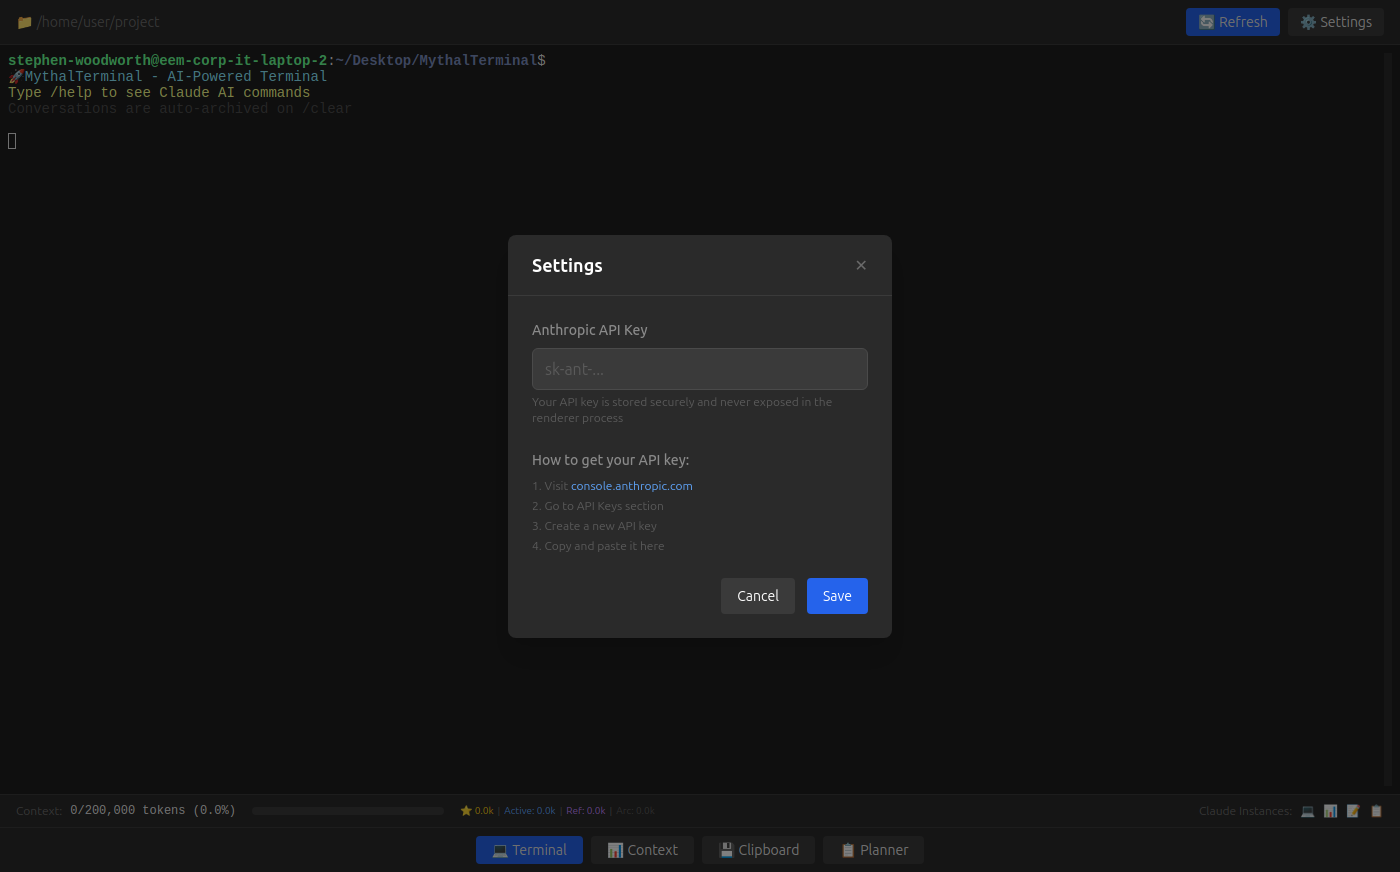 /home/user/project
Refresh
Settings
stephen-woodworth@eem-corp-it-laptop-2:~/Desktop/MythalTerminal$
MythalTerminal - AI-Powered Terminal
Type /help to see Claude AI commands
Conversations are auto-archived on /clear
Settings
×
Anthropic API Key
sk-ant-...
Your API key is stored securely and never exposed in the
renderer process
How to get your API key:
1. Visit console.anthropic.com
2. Go to API Keys section
3. Create a new API key
4. Copy and paste it here
Cancel
Save
Context: 0/200,000 tokens (0.0%)
0.0k | Active: 0.0k | Ref: 0.0k | Arc: 0.0k
Claude Instances:
Terminal
Context
Clipboard
Planner